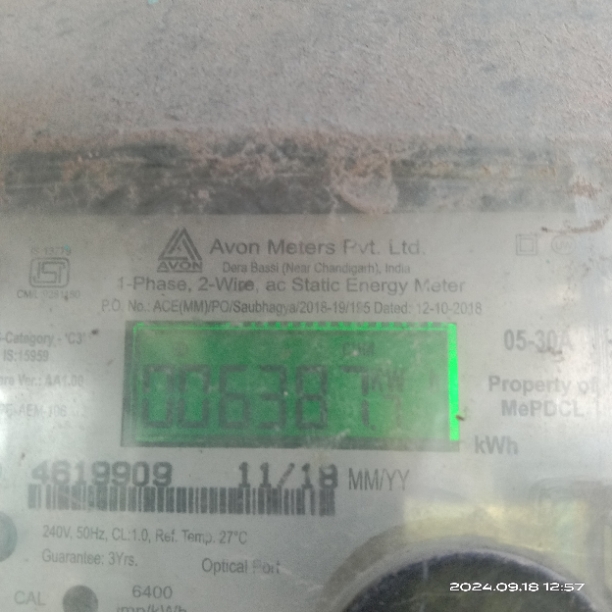 Avon Meters Pvt. Ltd.
AVON
Dera Bassi (Near Chandigarh), India
1-Phase, 2-Wire, ac Static Energy Meter
P.O. No.: ACE(MM)/PO/Saubhagya/2018-19/195 Dated: 12-10-2018
-Category - 'C3'
IS:15959
05-30A
Property of
MePDCL
006387
kWh
4619909 11/18 MM/YY
240V, 50Hz, CL:1.0, Ref. Temp. 27°C
Guarantee: 3Yrs.
Optical Port
CAL
6400
imp/kWh
2024.09.18 12:57